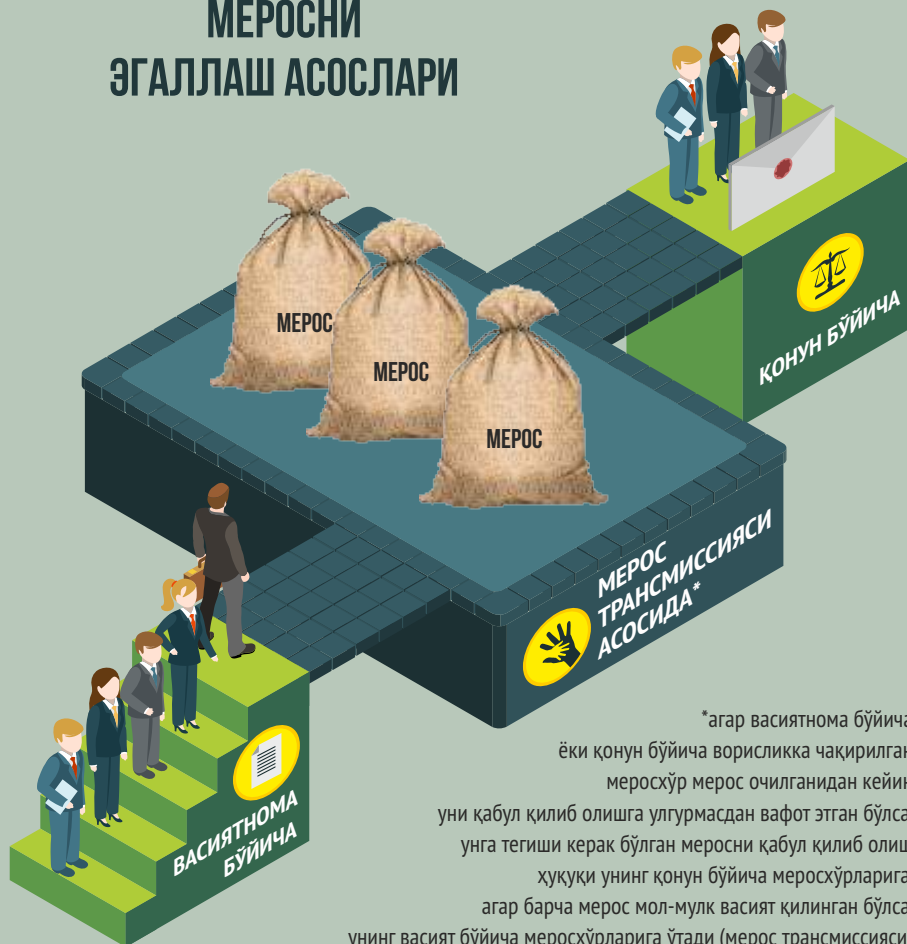 МЕРОСНИ
ЭГАЛЛАШ АСОСЛАРИ
МЕРОС
МЕРОС
МЕРОС
ҚОНУН БЎЙИЧА
МЕРОС
ТРАНСМИССИЯСИ
АСОСИДА*
ВАСИЯТНОМА
БЎЙИЧА
*агар васиятнома бўйича
ёки қонун бўйича ворисликка чақирилган
меросхўр мерос очилганидан кейин
уни қабул қилиб олишга улгурмасдан вафот этган бўлса
унга тегиши керак бўлган меросни қабул қилиб олиш
ҳуқуқи унинг қонун бўйича меросхўрларига
агар барча мерос мол-мулк васият қилинган бўлса
унинг васият бўйича меросхўрларига ўтади (мерос трансмиссияси